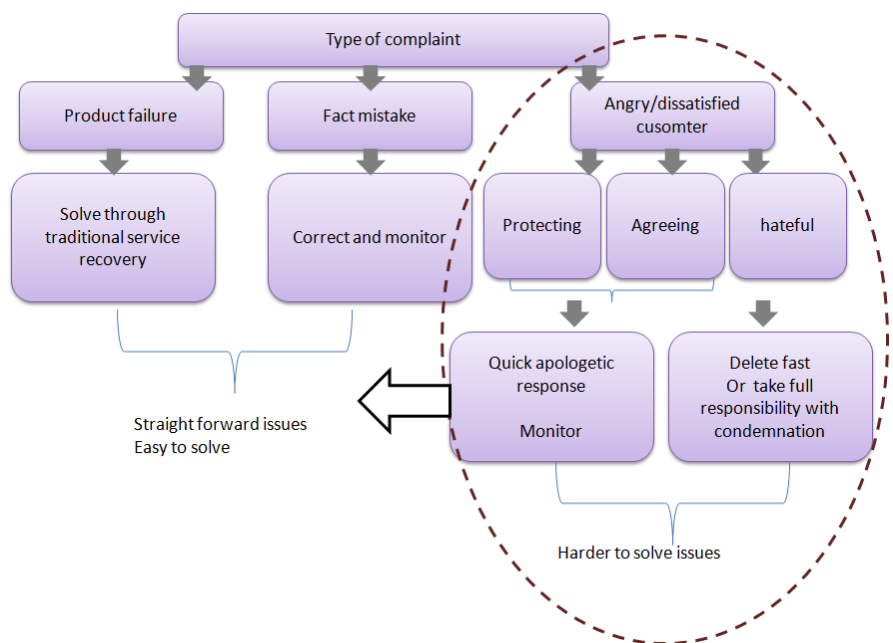 Type of complaint
Product failure
Fact mistake
Angry/dissatisfied
cusomter
Solve through
traditional service
recovery
Correct and monitor
Protecting
Agreeing
hateful
Quick apologetic
response
Monitor
Delete fast
Or take full
responsibility with
condemnation
Straight forward issues
Easy to solve
Harder to solve issues